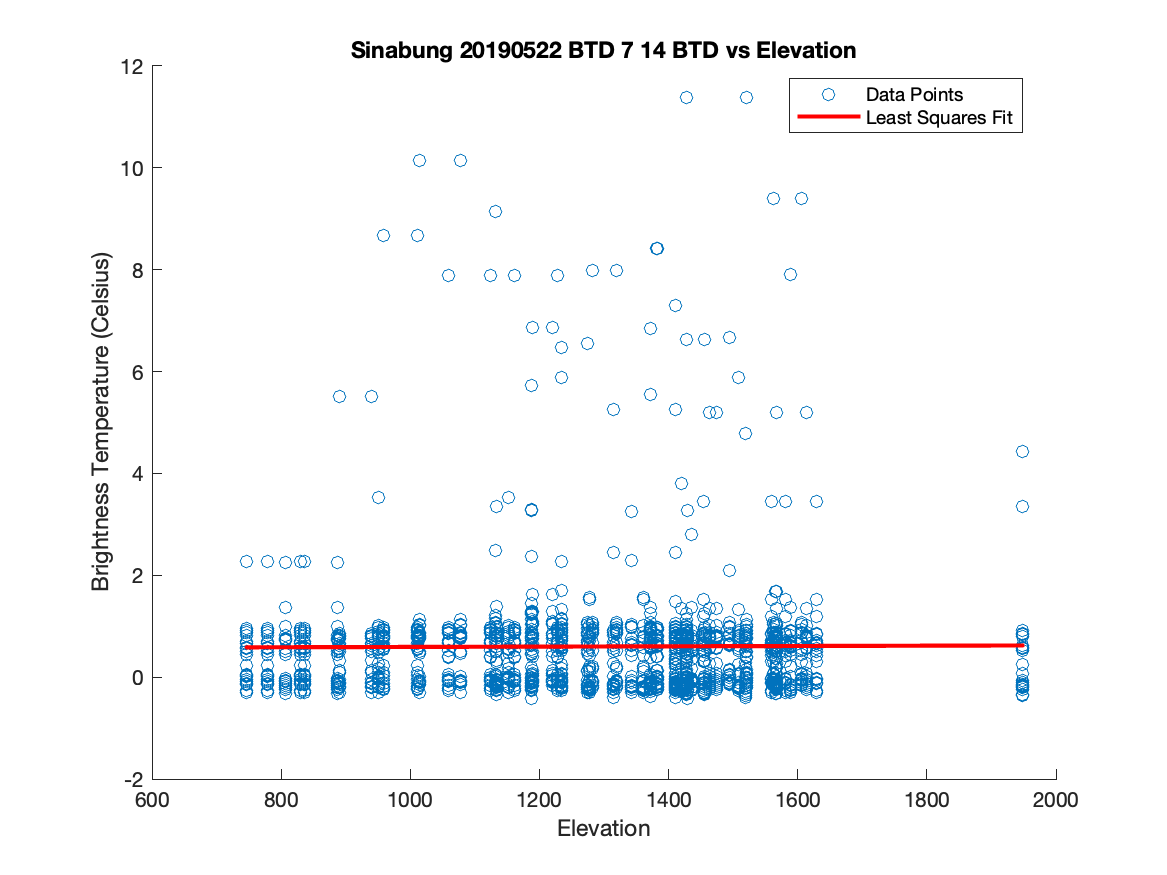 Sinabung 20190522 BTD 7 14 BTD vs Elevation
12
10
8
6
4
2
0
-2
Brightness Temperature (Celsius)
Data Points
Least Squares Fit
600 800 1000 1200 1400 1600 1800 2000
Elevation